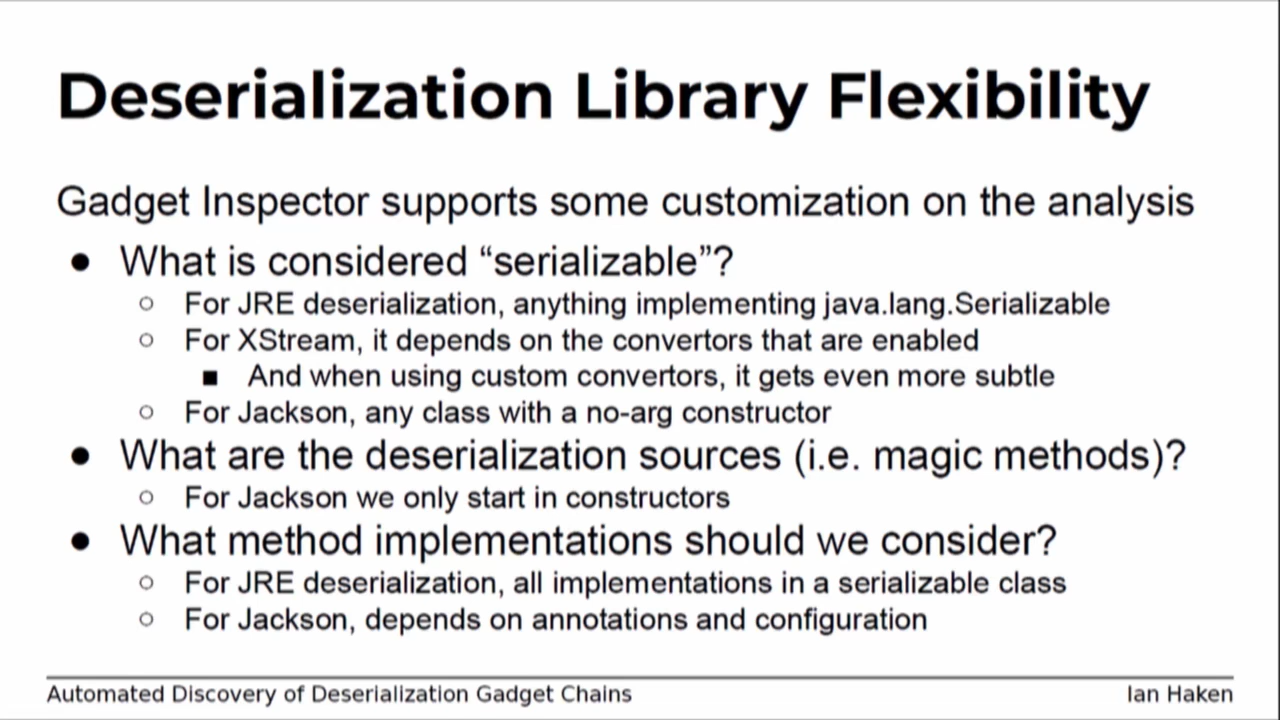 Deserialization Library Flexibility
Gadget Inspector supports some customization on the analysis
● What is considered “serializable”?
○ For JRE deserialization, anything implementing java.lang.Serializable
○ For XStream, it depends on the convertors that are enabled
■ And when using custom convertors, it gets even more subtle
○ For Jackson, any class with a no-arg constructor
● What are the deserialization sources (i.e. magic methods)?
○ For Jackson we only start in constructors
● What method implementations should we consider?
○ For JRE deserialization, all implementations in a serializable class
○ For Jackson, depends on annotations and configuration
Automated Discovery of Deserialization Gadget Chains
Ian Haken